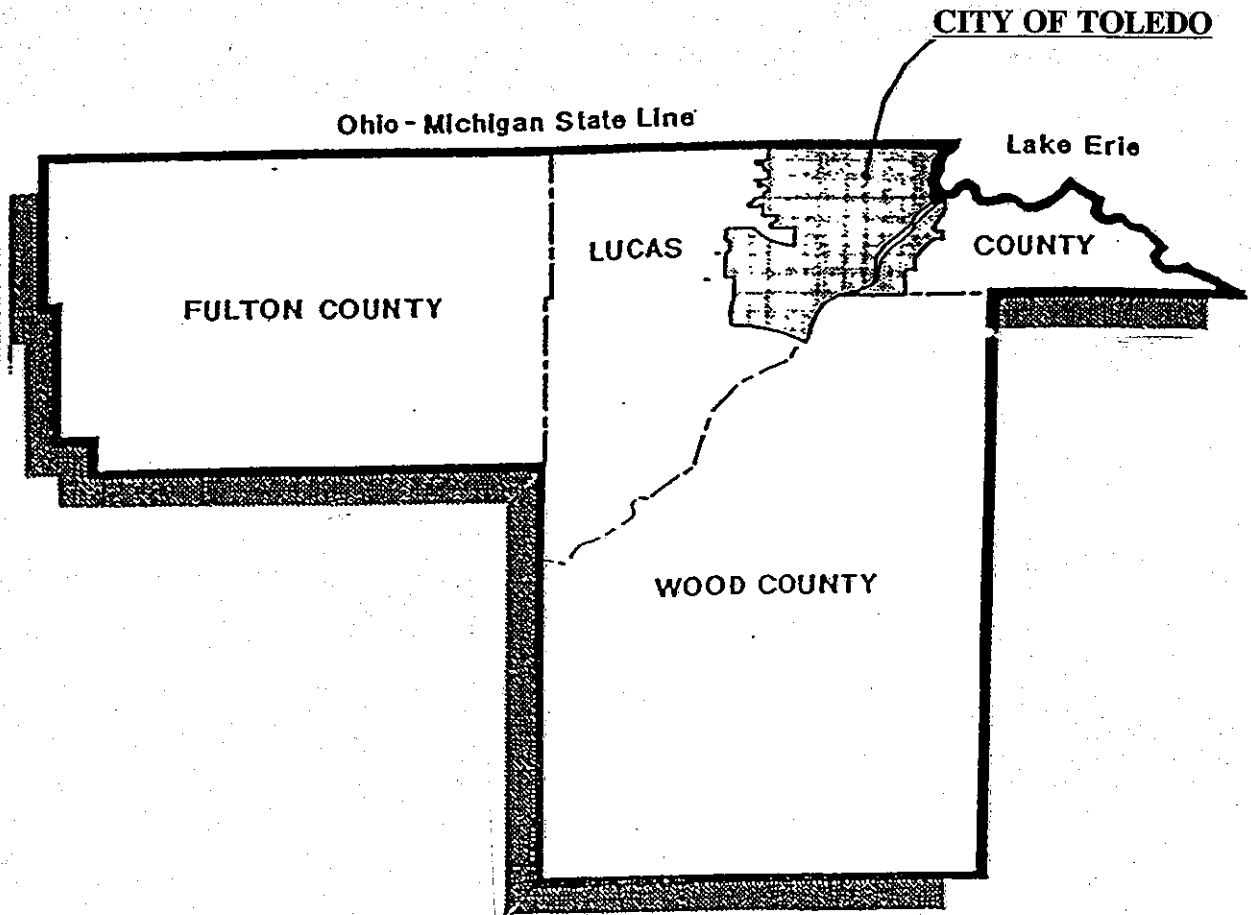 CITY OF TOLEDO
Ohio - Michigan State Line
Lake Erie
LUCAS COUNTY
FULTON COUNTY
WOOD COUNTY